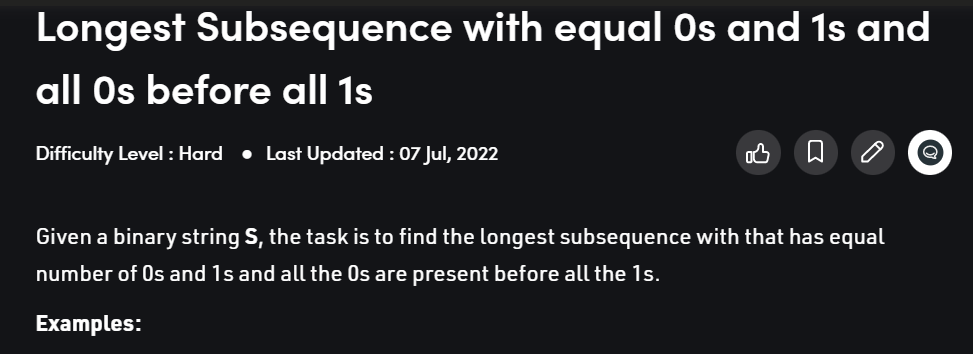 Longest Subsequence with equal 0s and 1s and
all 0s before all 1s
Difficulty Level : Hard ● Last Updated : 07 Jul, 2022
Given a binary string S, the task is to find the longest subsequence with that has equal
number of 0s and 1s and all the 0s are present before all the 1s.
Examples: